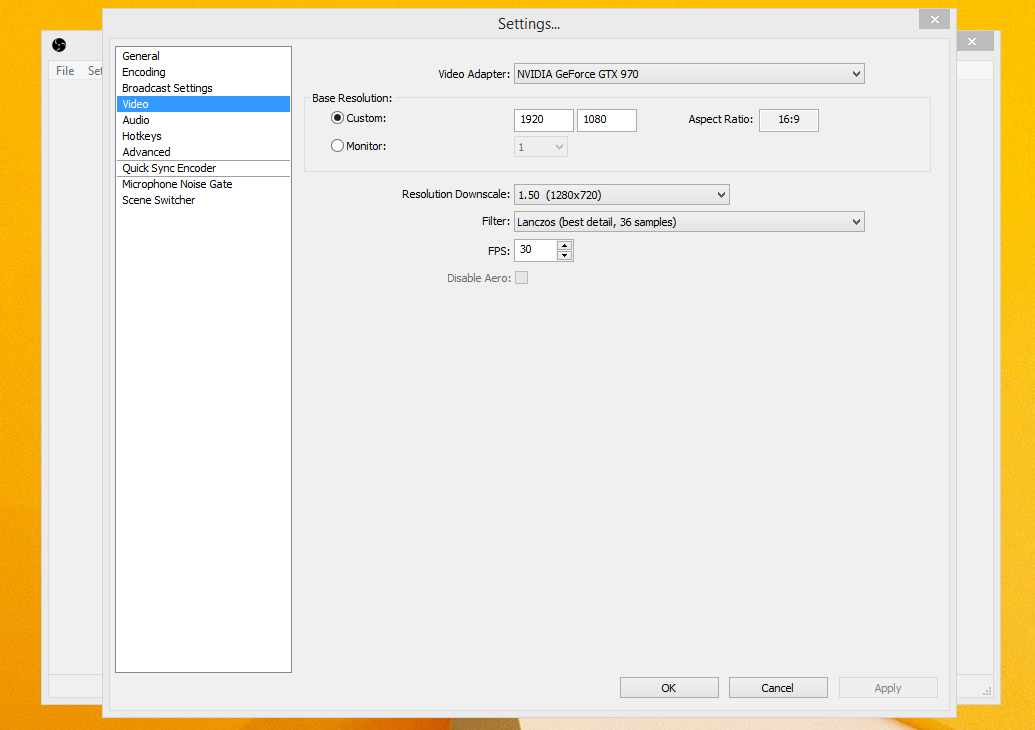 Settings...
File Set
General
Encoding
Broadcast Settings
Video
Audio
Hotkeys
Advanced
Quick Sync Encoder
Microphone Noise Gate
Scene Switcher
Video Adapter: NVIDIA GeForce GTX 970
Base Resolution:
Custom: 1920 1080 Aspect Ratio: 16:9
Monitor: 1
Resolution Downscale: 1.50 (1280x720)
Filter: Lanczos (best detail, 36 samples)
FPS: 30
Disable Aero:
OK Cancel Apply